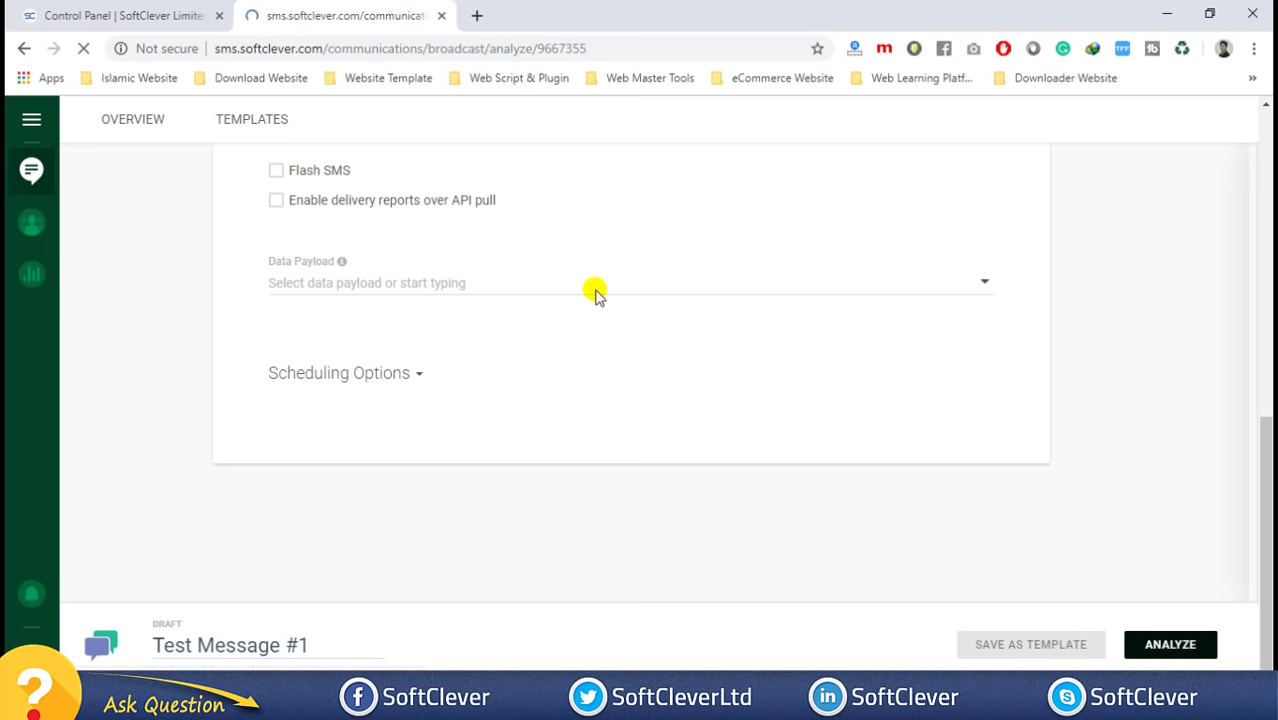 Control Panel | SoftClever Limite
sms.softclever.com/communicatio
Not secure
sms.softclever.com/communications/broadcast/analyze/9667355
Apps
Islamic Website
Download Website
Website Template
Web Script & Plugin
Web Master Tools
eCommerce Website
Web Learning Platf...
Downloader Website
OVERVIEW
TEMPLATES
Flash SMS
Enable delivery reports over API pull
Data Payload
Select data payload or start typing
Scheduling Options
DRAFT
Test Message #1
SAVE AS TEMPLATE
ANALYZE
Ask Question
SoftClever
SoftCleverLtd
SoftClever
SoftClever